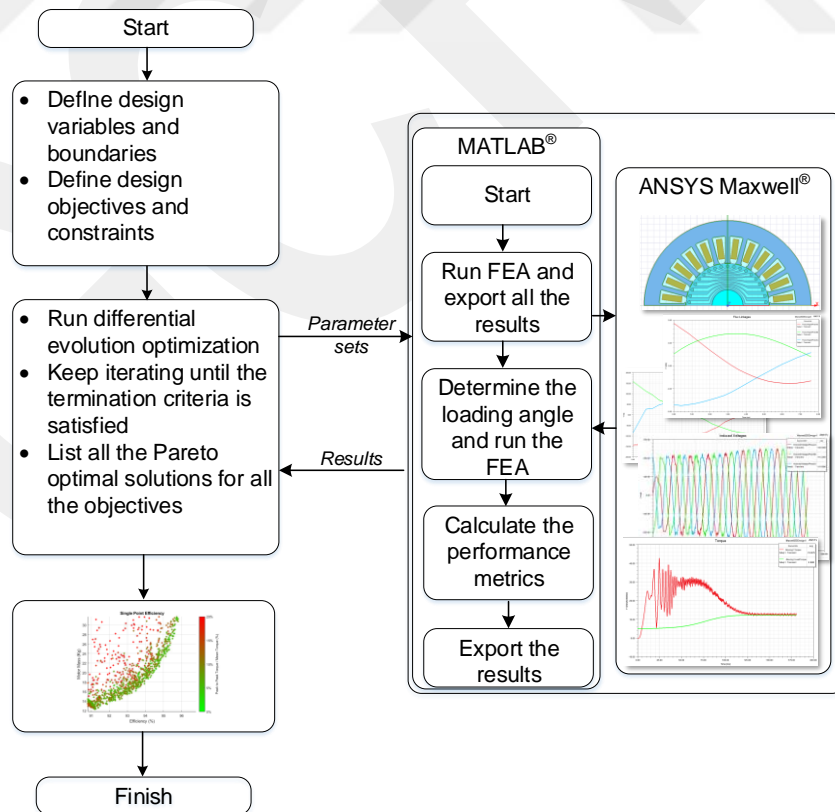 Start
• Define design
variables and
boundaries
• Define design
objectives and
constraints
• Run differential
evolution optimization
• Keep iterating until the
termination criteria is
satisfied
• List all the Pareto
optimal solutions for all
the objectives
Parameter
sets
Results
Single Point Efficiency
Efficiency (%)
Finish
MATLAB®
Start
Run FEA and
export all the
results
Determine the
loading angle
and run the
FEA
Calculate the
performance
metrics
Export the
results
ANSYS Maxwell®
Induced Voltages
Torque